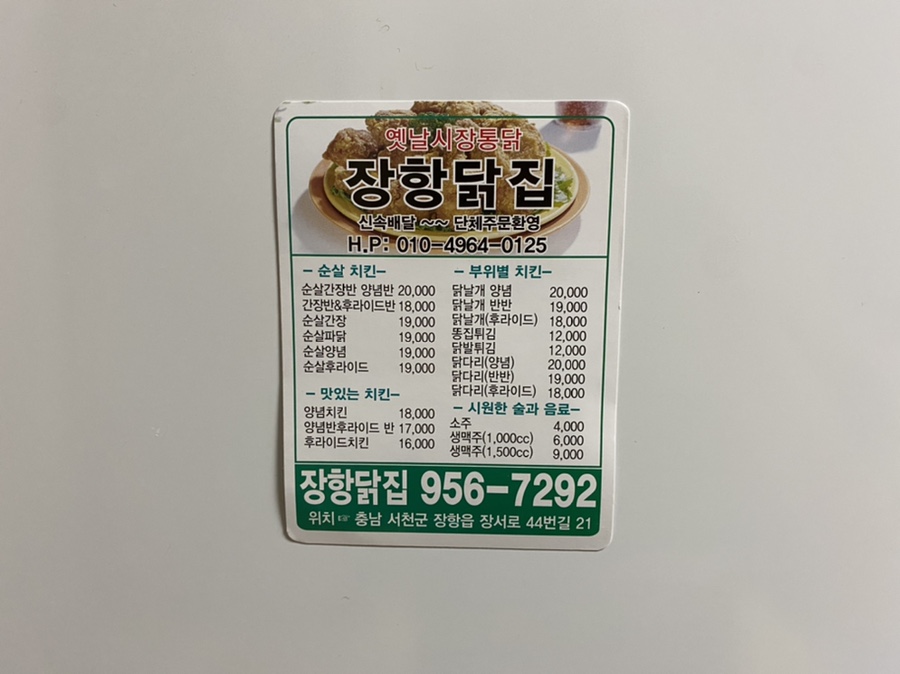 옛날시장통닭
장항닭집
신속배달 ~~ 단체주문환영
H.P: 010-4964-0125
- 순살 치킨-
순살간장반 양념반 20,000
간장반&후라이드반 18,000
순살간장 19,000
순살파닭 19,000
순살양념 19,000
순살후라이드 19,000
- 맛있는 치킨-
양념치킨 18,000
양념반후라이드 반 17,000
후라이드치킨 16,000
- 부위별 치킨-
닭날개 양념 20,000
닭날개 반반 19,000
닭날개(후라이드) 18,000
똥집튀김 12,000
닭발튀김 12,000
닭다리(양념) 20,000
닭다리(반반) 19,000
닭다리(후라이드) 18,000
- 시원한 술과 음료-
소주 4,000
생맥주(1,000cc) 6,000
생맥주(1,500cc) 9,000
장항닭집 956-7292
위치☞ 충남 서천군 장항읍 장서로 44번길 21